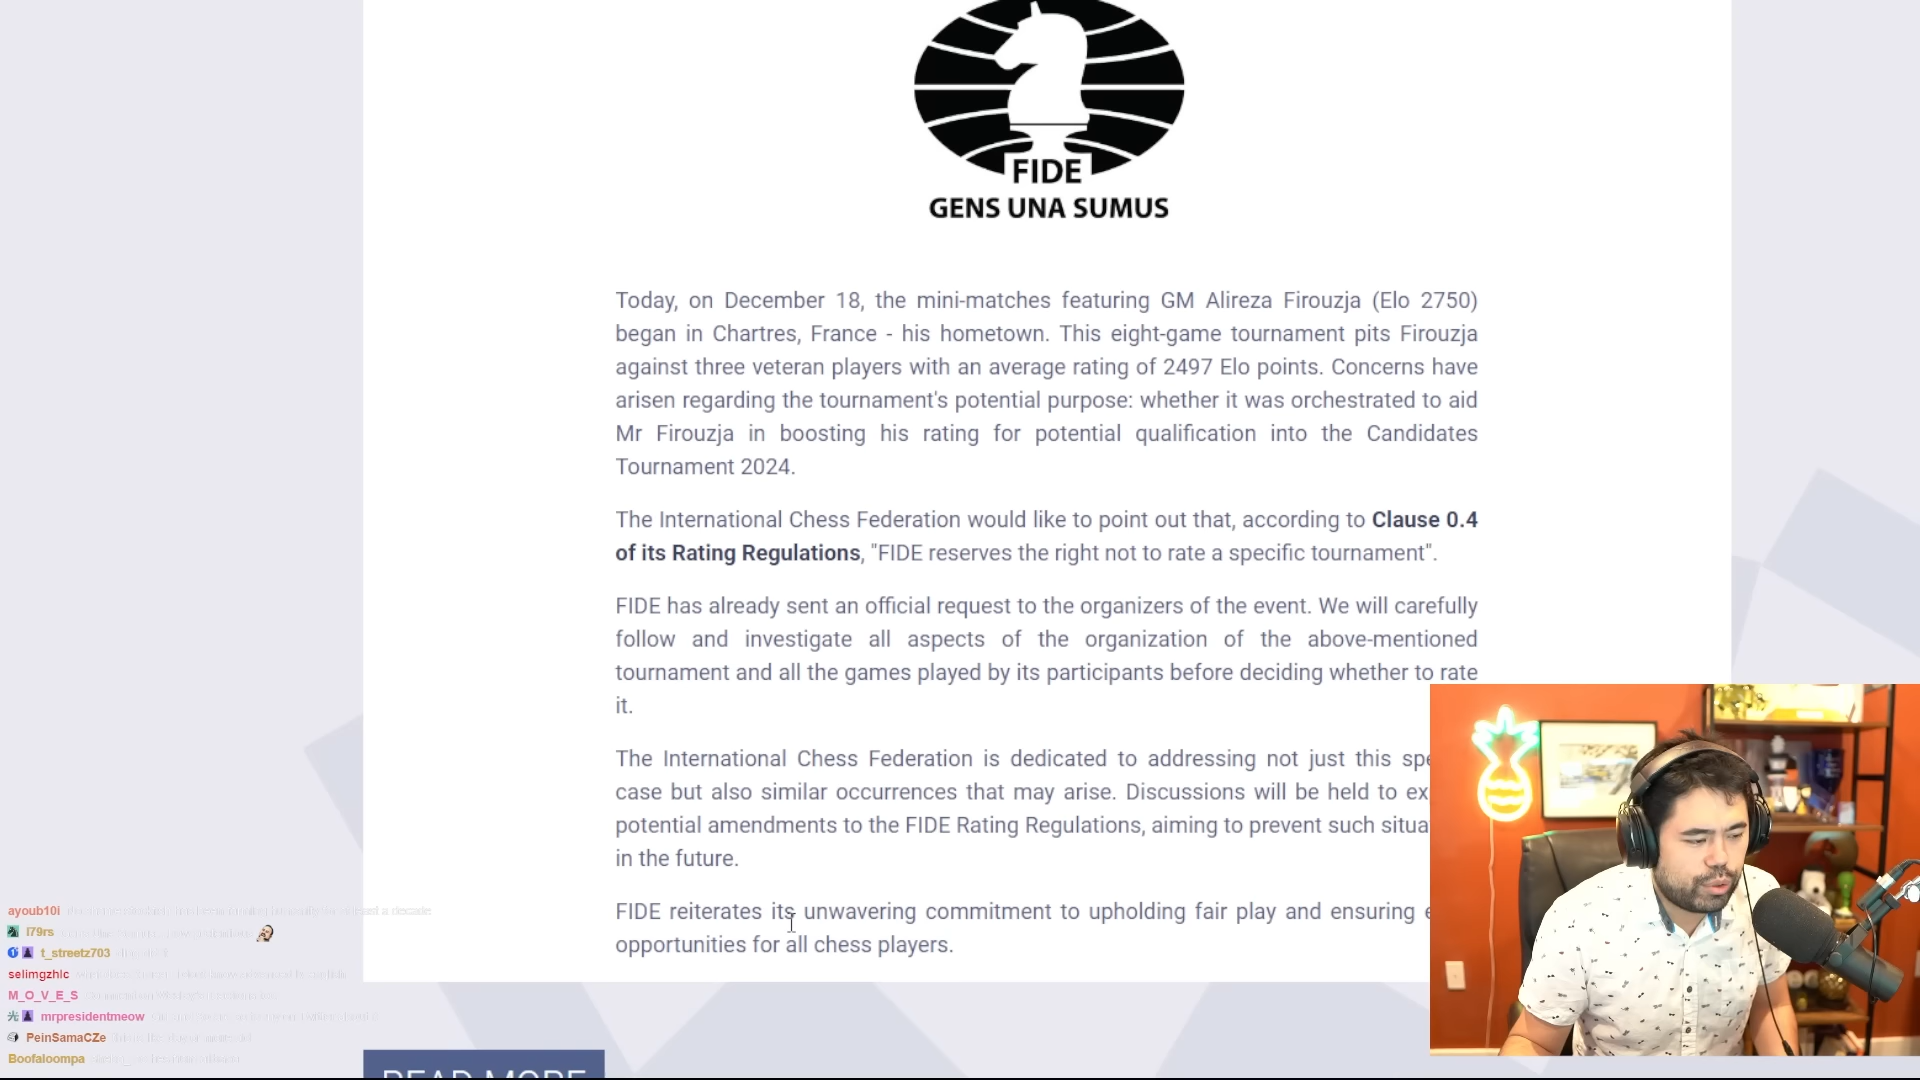 FIDE
GENS UNA SUMUS
Today, on December 18, the mini-matches featuring GM Alireza Firouzja (Elo 2750)
began in Chartres, France - his hometown. This eight-game tournament pits Firouzja
against three veteran players with an average rating of 2497 Elo points. Concerns have
arisen regarding the tournament's potential purpose: whether it was orchestrated to aid
Mr Firouzja in boosting his rating for potential qualification into the Candidates
Tournament 2024.
The International Chess Federation would like to point out that, according to Clause 0.4
of its Rating Regulations, "FIDE reserves the right not to rate a specific tournament".
FIDE has already sent an official request to the organizers of the event. We will carefully
follow and investigate all aspects of the organization of the above-mentioned
tournament and all the games played by its participants before deciding whether to rate
it.
The International Chess Federation is dedicated to addressing not just this
case but also similar occurrences that may arise. Discussions will be held to
potential amendments to the FIDE Rating Regulations, aiming to prevent such
in the future.
FIDE reiterates its unwavering commitment to upholding fair play and ensuring
opportunities for all chess players.
ayoub10i
l79rs
t_streetz703
selimgzhlc
M_O_V_E_S
mrpresidentmeow
PeinSamaCZe
Boofaloompa
READ MORE